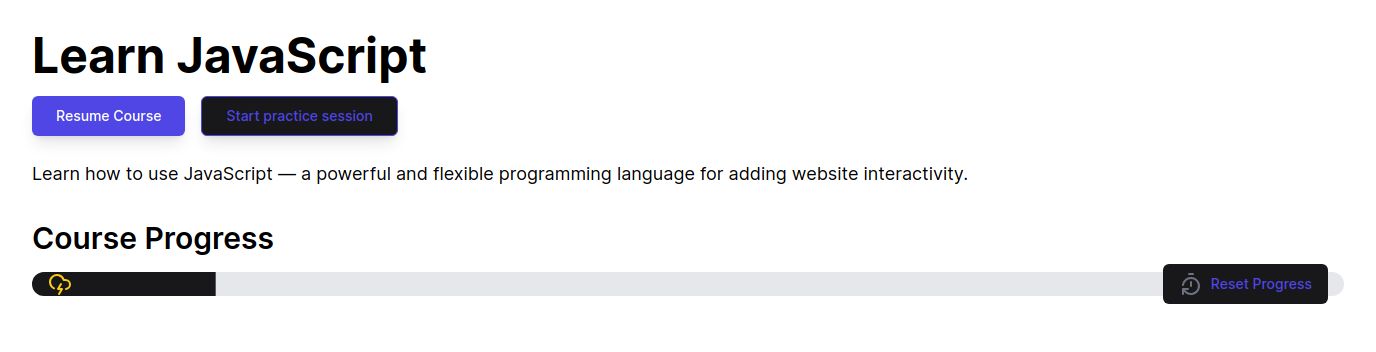 Learn JavaScript
Resume Course Start practice session
Learn how to use JavaScript — a powerful and flexible programming language for adding website interactivity.
Course Progress
Reset Progress